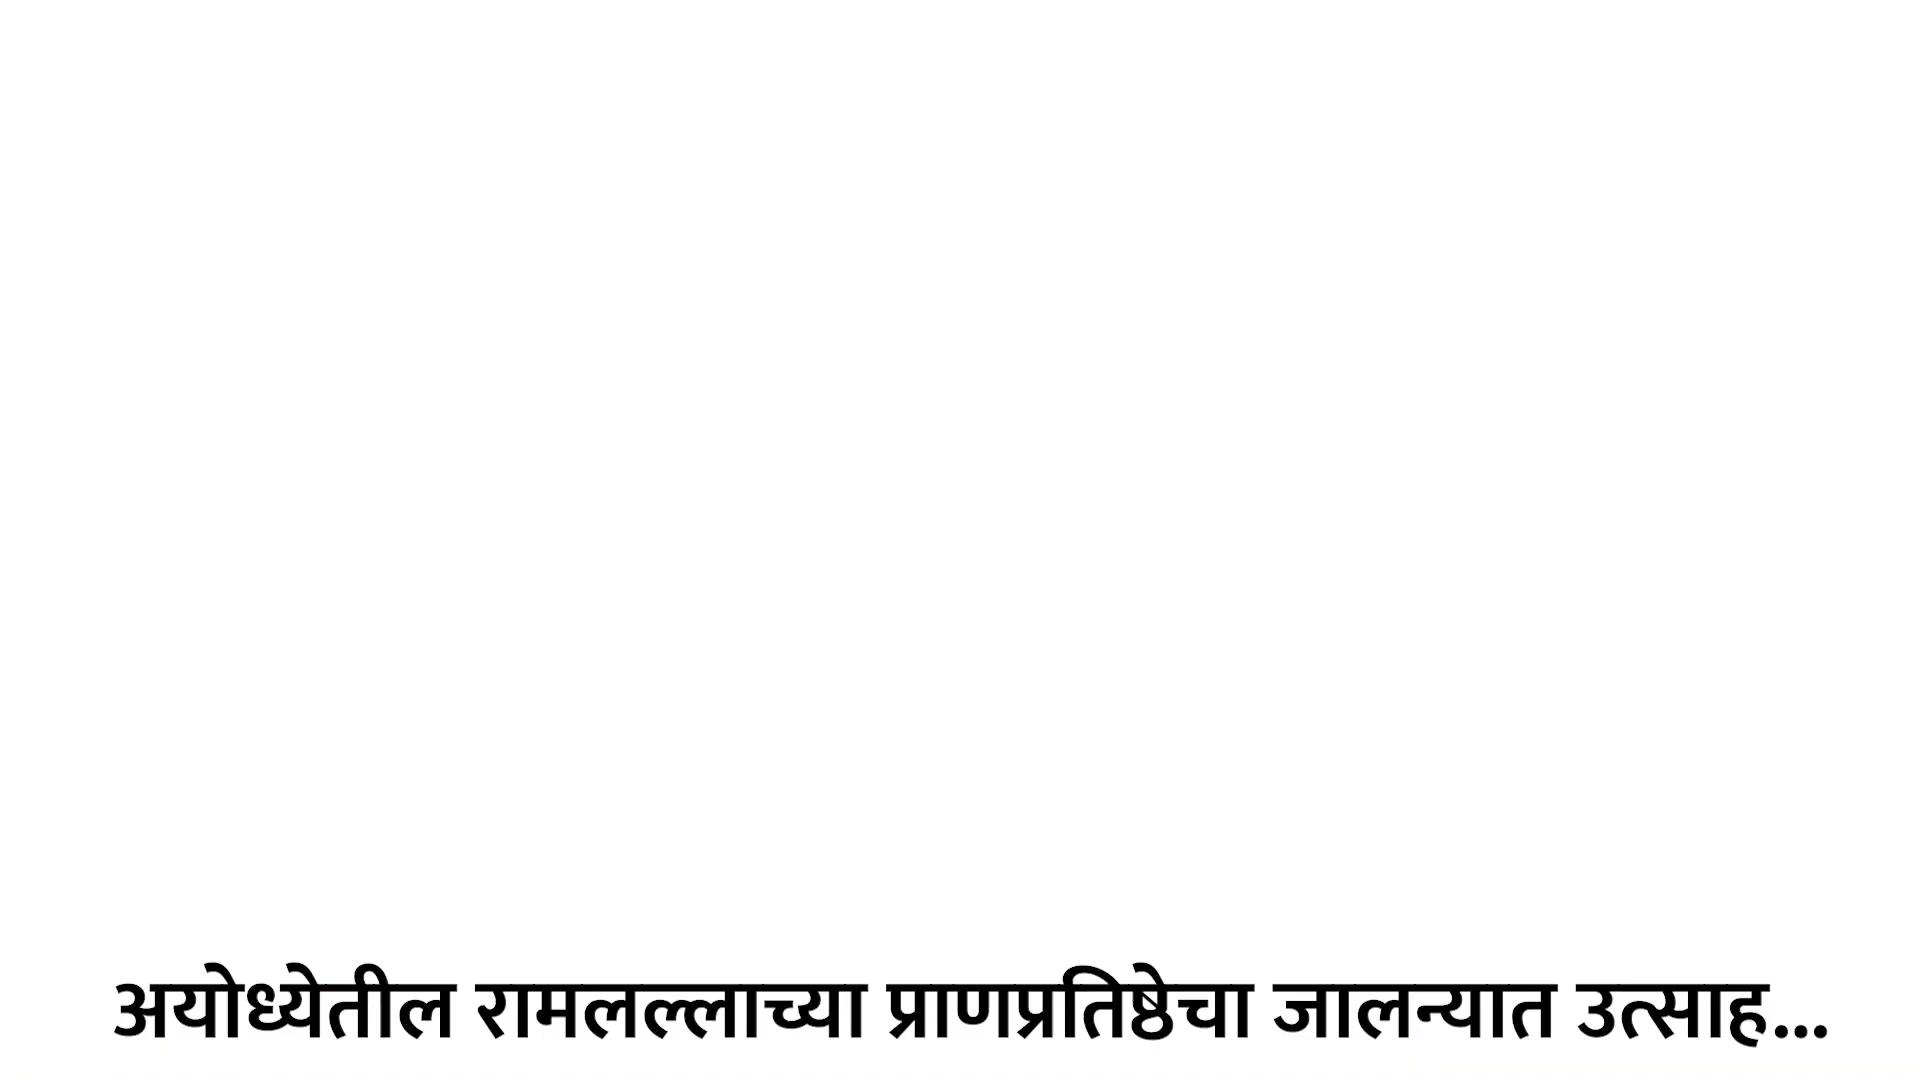 अयोध्येतील रामलल्लाच्या प्राणप्रतिष्ठेचा जालन्यात उत्साह...